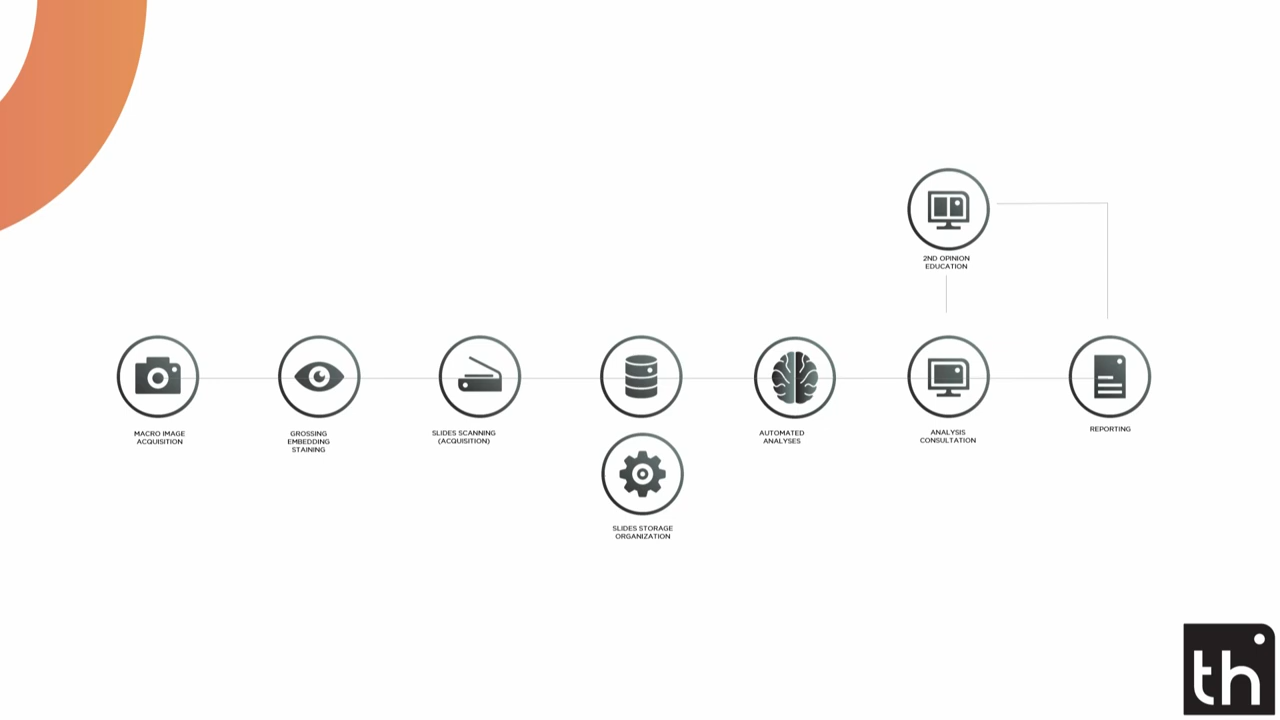 2ND OPINION
EDUCATION
MACRO IMAGE
ACQUISITION
GROSSING
EMBEDDING
STAINING
SLIDES SCANNING
(ACQUISITION)
SLIDES STORAGE
ORGANIZATION
AUTOMATED
ANALYSES
ANALYSIS
CONSULTATION
REPORTING
th